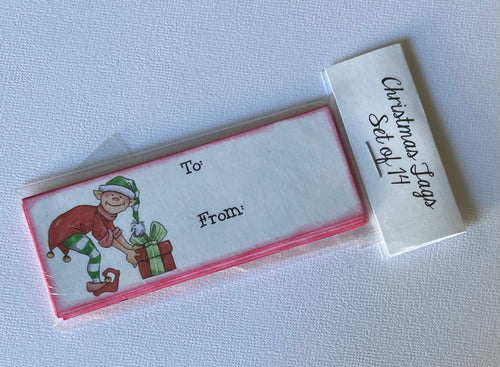 To:
From:
Christmas Tags
Set of 14